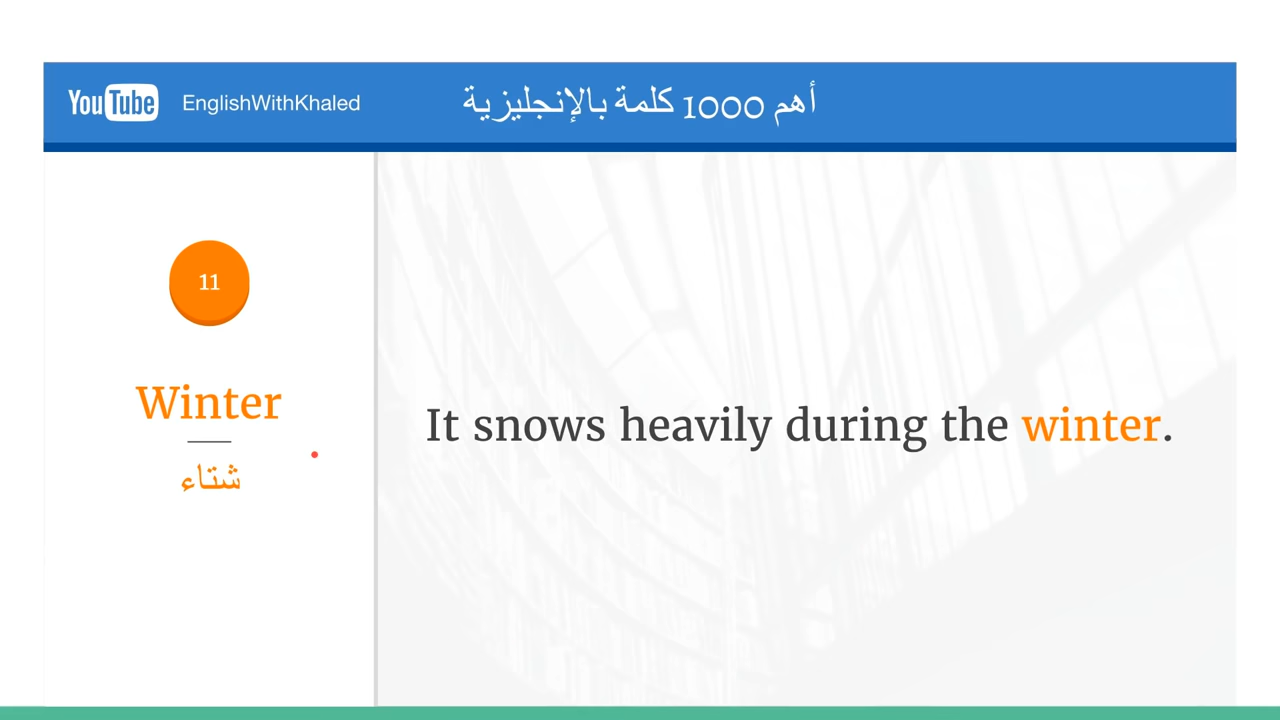 YouTube EnglishWithKhaled
أهم 1000 كلمة بالإنجليزية
11
Winter
شتاء
It snows heavily during the winter.